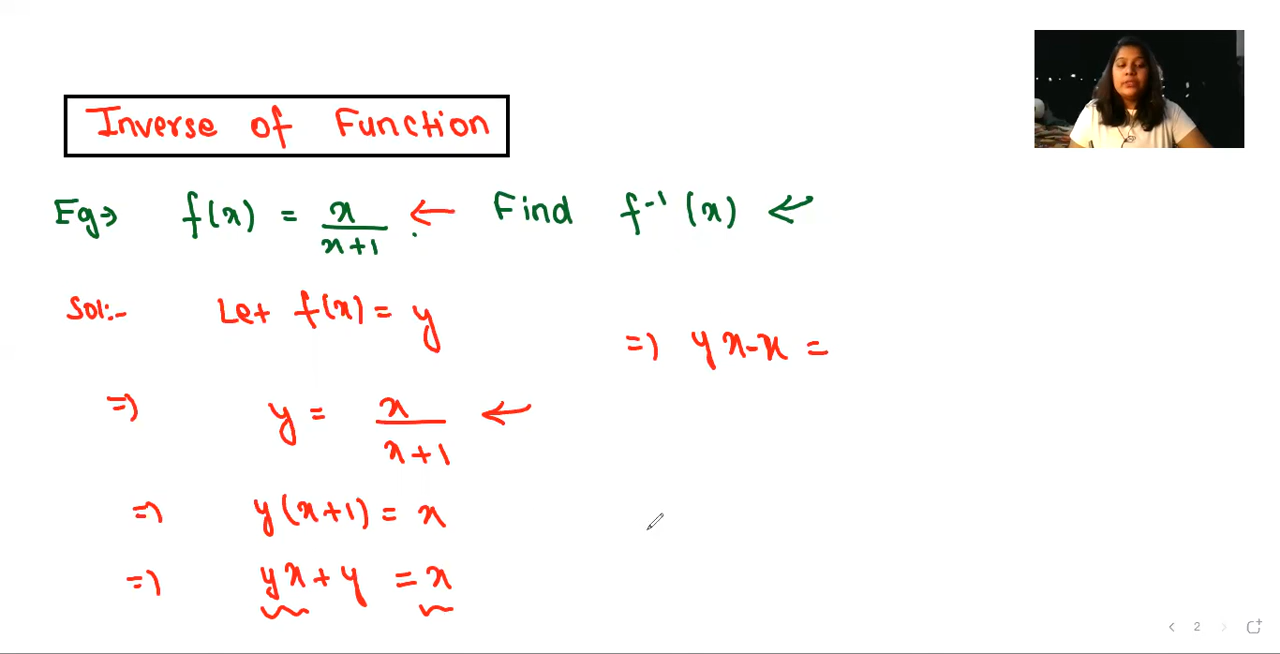 Inverse of Function
Eg→ f(x) = x/(x+1) ← Find f⁻¹(x) ↙
Sol:- Let f(x) = y
⇒ y = x/(x+1) ←
⇒ y(x+1) = x
⇒ yx + y = x
⇒ yx - x =
< 2 >